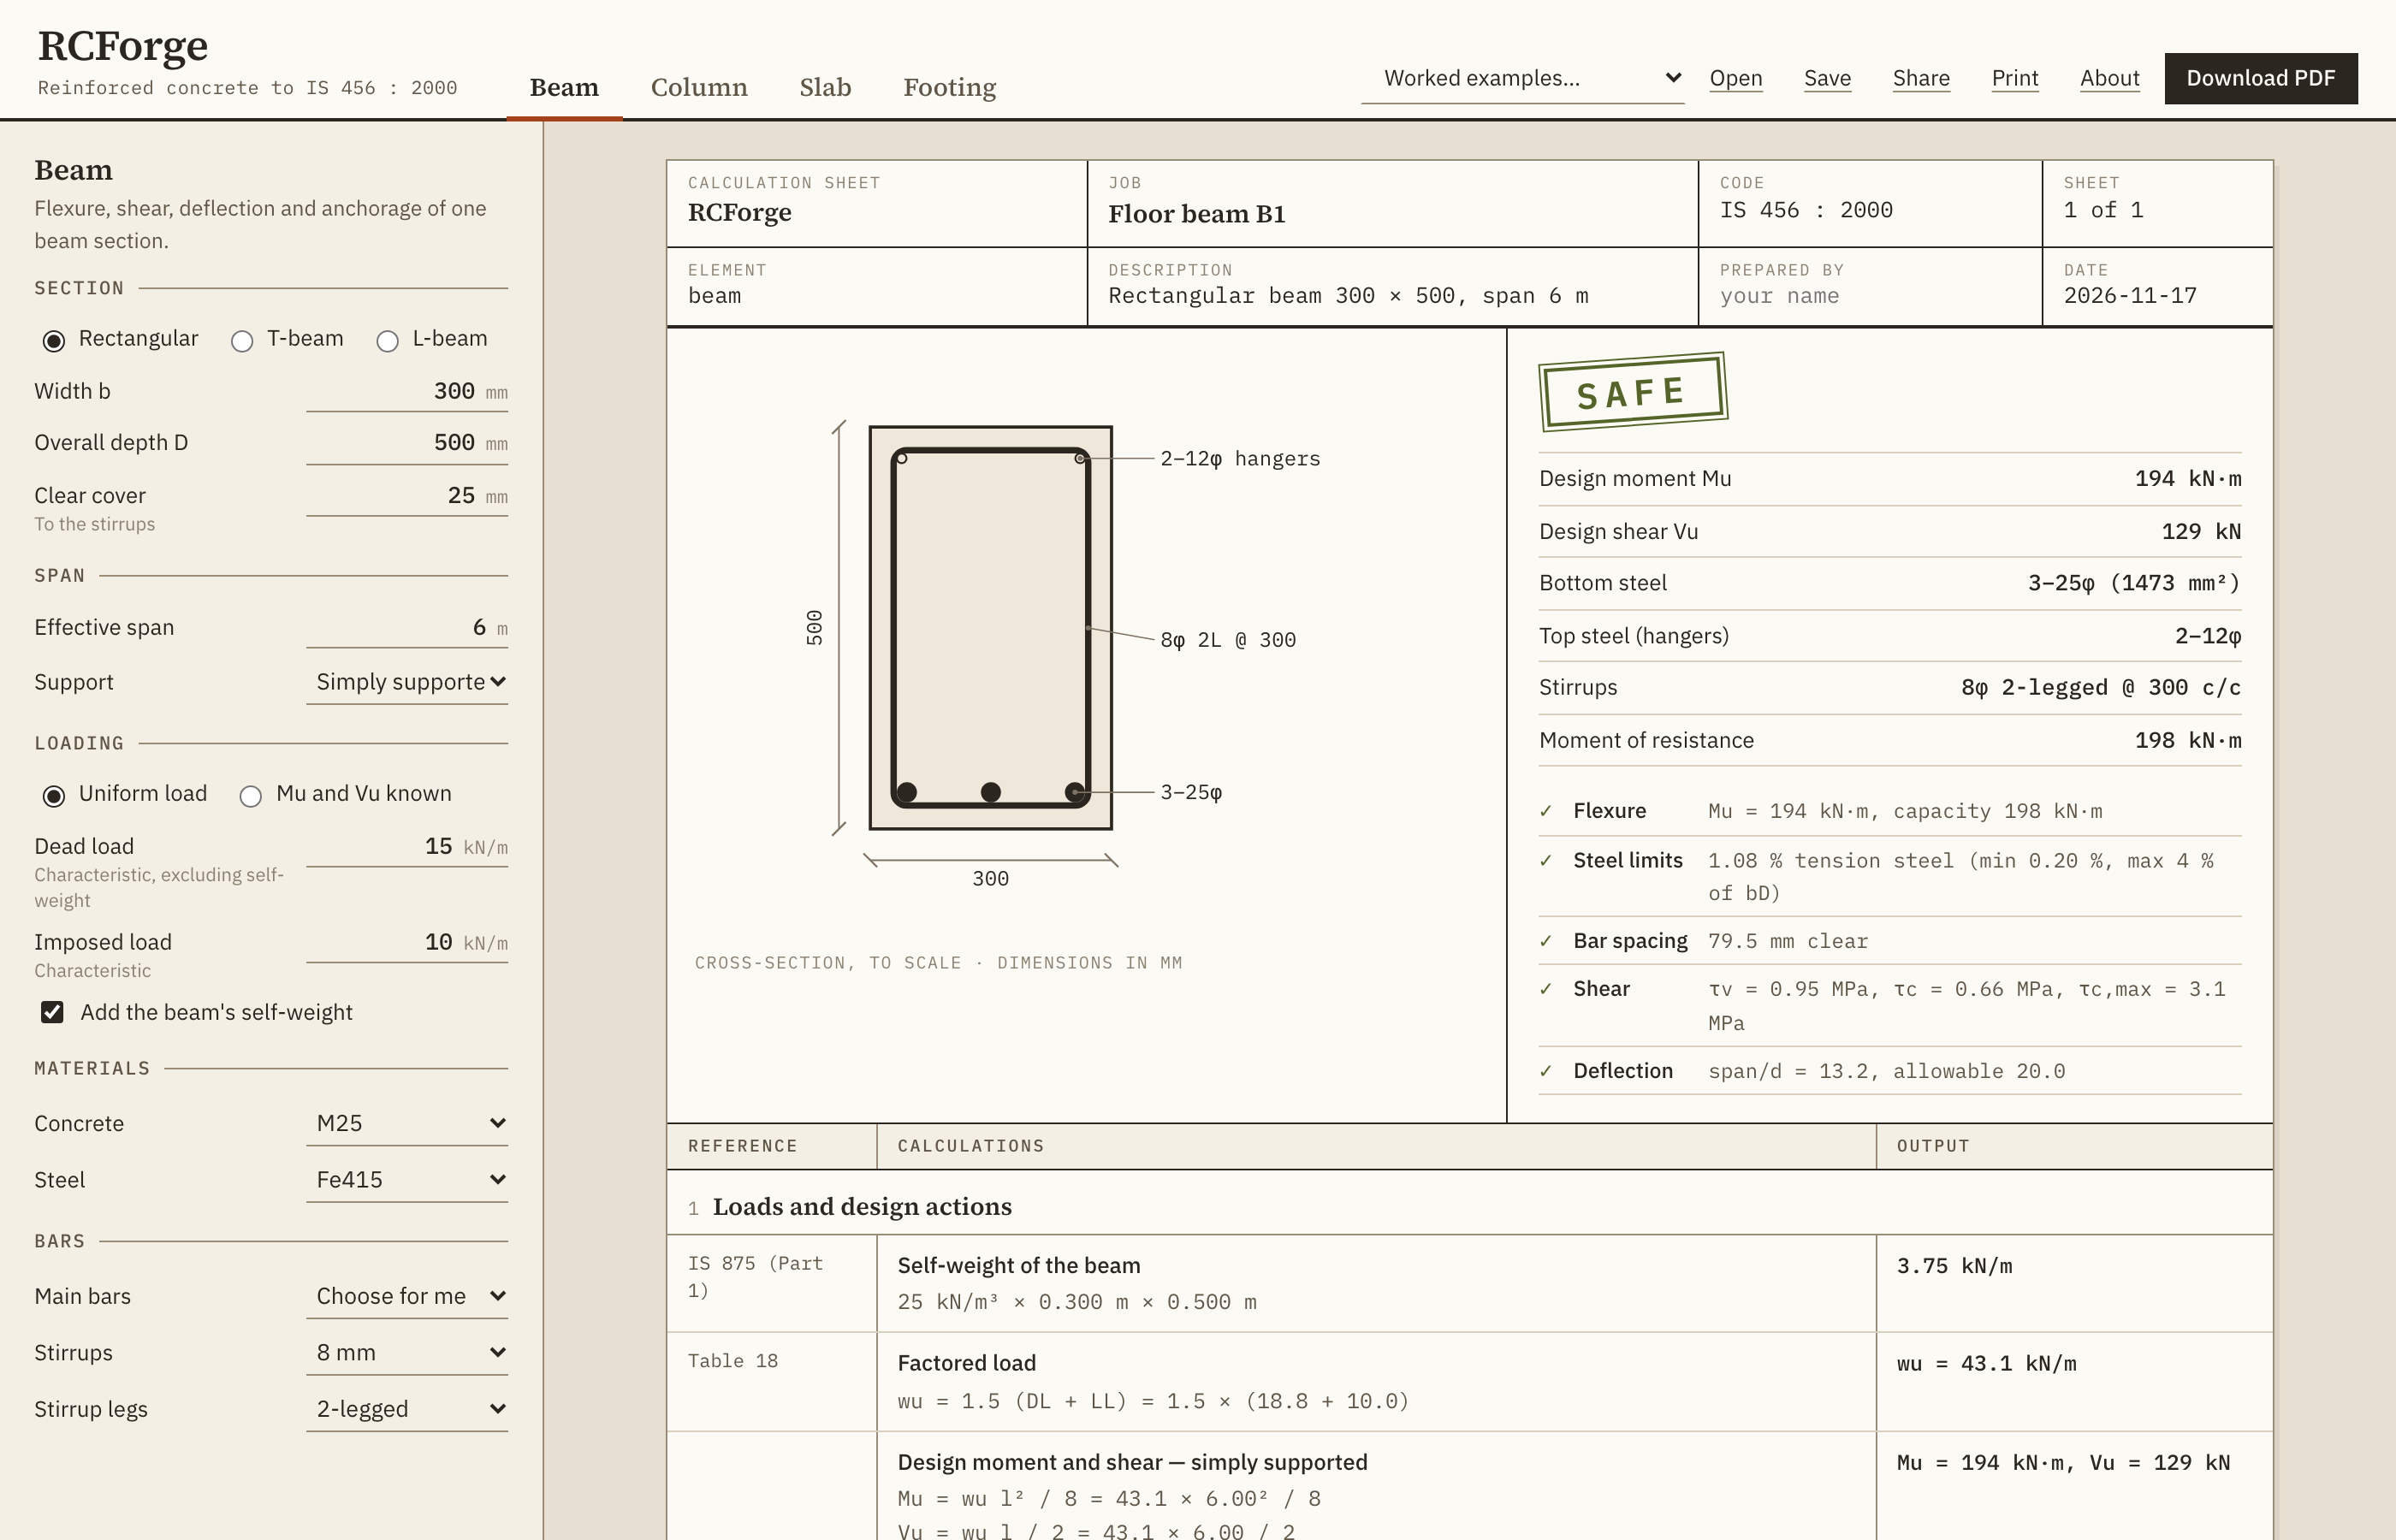 RCForge
Reinforced concrete to IS 456 : 2000
Beam
Column
Slab
Footing
Worked examples...
Open
Save
Share
Print
About
Download PDF
Beam
Flexure, shear, deflection and anchorage of one
beam section.
SECTION
Rectangular
T-beam
L-beam
Width b
300 mm
Overall depth D
500 mm
Clear cover
25 mm
To the stirrups
SPAN
Effective span
6 m
Support
Simply supporte
LOADING
Uniform load
Mu and Vu known
Dead load
15 kN/m
Characteristic, excluding self-
weight
Imposed load
10 kN/m
Characteristic
Add the beam's self-weight
MATERIALS
Concrete
M25
Steel
Fe415
BARS
Main bars
Choose for me
Stirrups
8 mm
Stirrup legs
2-legged
CALCULATION SHEET
RCForge
JOB
Floor beam B1
CODE
IS 456 : 2000
SHEET
1 of 1
ELEMENT
beam
DESCRIPTION
Rectangular beam 300 × 500, span 6 m
PREPARED BY
your name
DATE
2026-11-17
2–12φ hangers
500
8φ 2L @ 300
3–25φ
300
CROSS-SECTION, TO SCALE · DIMENSIONS IN MM
SAFE
Design moment Mu
194 kN·m
Design shear Vu
129 kN
Bottom steel
3–25φ (1473 mm²)
Top steel (hangers)
2–12φ
Stirrups
8φ 2-legged @ 300 c/c
Moment of resistance
198 kN·m
✓ Flexure Mu = 194 kN·m, capacity 198 kN·m
✓ Steel limits 1.08 % tension steel (min 0.20 %, max 4 %
of bD)
✓ Bar spacing 79.5 mm clear
✓ Shear τv = 0.95 MPa, τc = 0.66 MPa, τc,max = 3.1
MPa
✓ Deflection span/d = 13.2, allowable 20.0
REFERENCE
CALCULATIONS
OUTPUT
1 Loads and design actions
IS 875 (Part
1)
Self-weight of the beam
25 kN/m³ × 0.300 m × 0.500 m
3.75 kN/m
Table 18
Factored load
wu = 1.5 (DL + LL) = 1.5 × (18.8 + 10.0)
wu = 43.1 kN/m
Design moment and shear — simply supported
Mu = wu l² / 8 = 43.1 × 6.00² / 8
Vu = wu l / 2 = 43.1 × 6.00 / 2
Mu = 194 kN·m, Vu = 129 kN